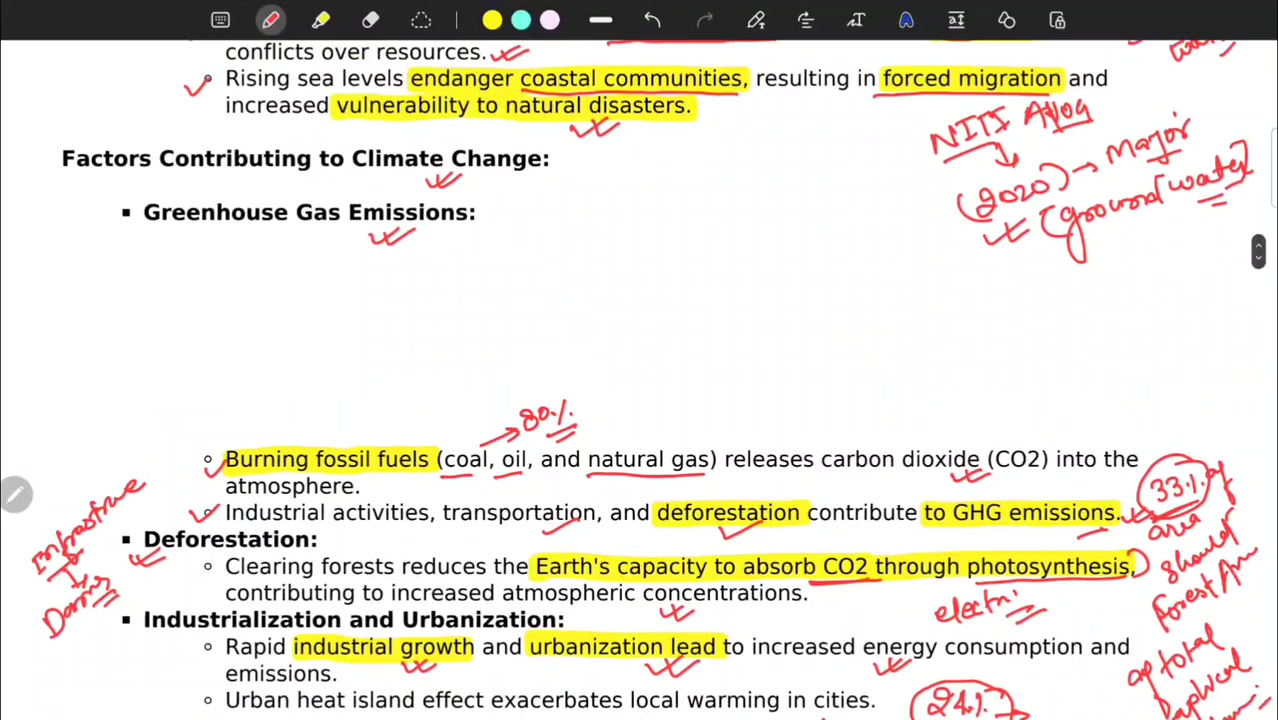 conflicts over resources.
Rising sea levels endanger coastal communities, resulting in forced migration and
increased vulnerability to natural disasters.
NITI Ayog
(2020) → Major
(Ground water)
Factors Contributing to Climate Change:
Greenhouse Gas Emissions:
→ 80%
Burning fossil fuels (coal, oil, and natural gas) releases carbon dioxide (CO2) into the
atmosphere.
Industrial activities, transportation, and deforestation contribute to GHG emissions.
33% of
area
should
Forest
Deforestation:
Clearing forests reduces the Earth's capacity to absorb CO2 through photosynthesis,
contributing to increased atmospheric concentrations.
electri
Industrialization and Urbanization:
Rapid industrial growth and urbanization lead to increased energy consumption and
emissions.
total
Urban heat island effect exacerbates local warming in cities.
24%